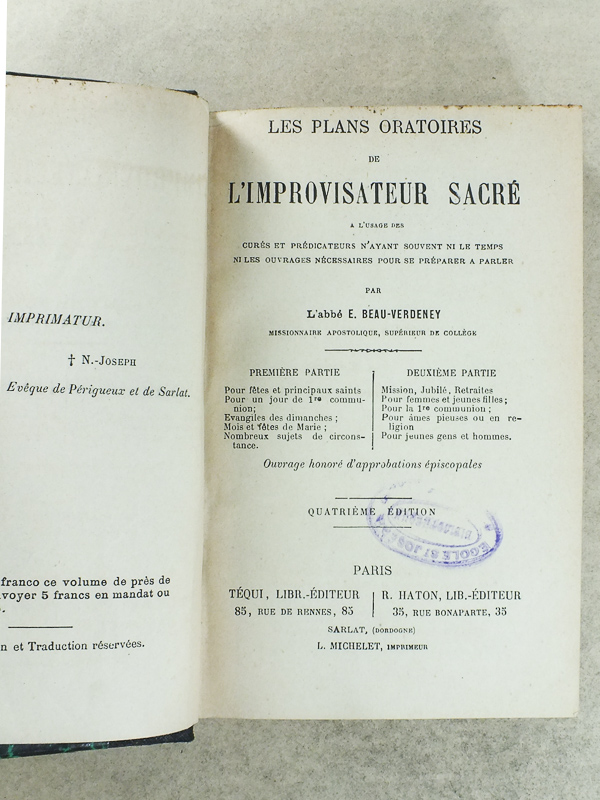 IMPRIMATUR.
† N.-JOSEPH
Evêque de Périgueux et de Sarlat.
franco ce volume de près de
voyer 5 francs en mandat ou
n et Traduction réservées.
LES PLANS ORATOIRES
DE
L'IMPROVISATEUR SACRÉ
A L'USAGE DES
CURÉS ET PRÉDICATEURS N'AYANT SOUVENT NI LE TEMPS
NI LES OUVRAGES NÉCESSAIRES POUR SE PRÉPARER A PARLER
PAR
L'abbé E. BEAU-VERDENEY
MISSIONNAIRE APOSTOLIQUE, SUPÉRIEUR DE COLLÈGE
PREMIÈRE PARTIE
Pour fêtes et principaux saints
Pour un jour de 1re commu-
nion;
Evangiles des dimanches;
Mois et fêtes de Marie;
Nombreux sujets de circons-
tance.
DEUXIÈME PARTIE
Mission, Jubilé, Retraites
Pour femmes et jeunes filles;
Pour la 1re communion;
Pour âmes pieuses ou en re-
ligion
Pour jeunes gens et hommes.
Ouvrage honoré d'approbations épiscopales
QUATRIÈME ÉDITION
ECOLE ST JOSEPH
PARIS
TÉQUI, LIBR.-ÉDITEUR
85, RUE DE RENNES, 85
R. HATON, LIB.-ÉDITEUR
35, RUE BONAPARTE, 35
SARLAT, (DORDOGNE)
L. MICHELET, IMPRIMEUR